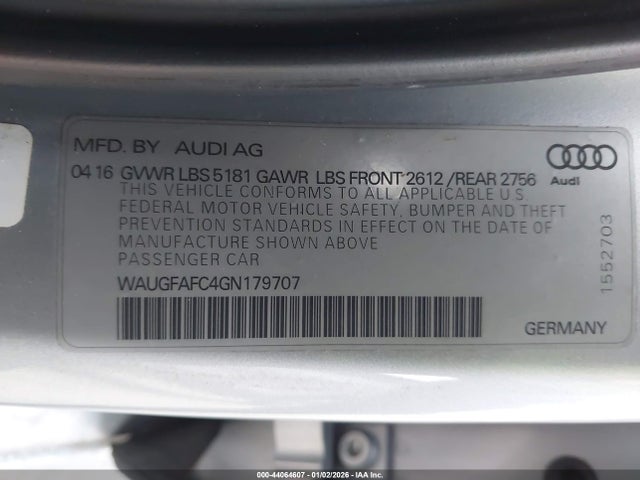 MFD. BY AUDI AG
04 16 GVWR LBS 5181 GAWR LBS FRONT 2612 / REAR 2756
Audi
THIS VEHICLE CONFORMS TO ALL APPLICABLE U.S.
FEDERAL MOTOR VEHICLE SAFETY, BUMPER AND THEFT
PREVENTION STANDARDS IN EFFECT ON THE DATE OF
MANUFACTURE SHOWN ABOVE
PASSENGER CAR
WAUGFAFC4GN179707
1552703
GERMANY
000-44064607 - 01/02/2026 - IAAI.COM